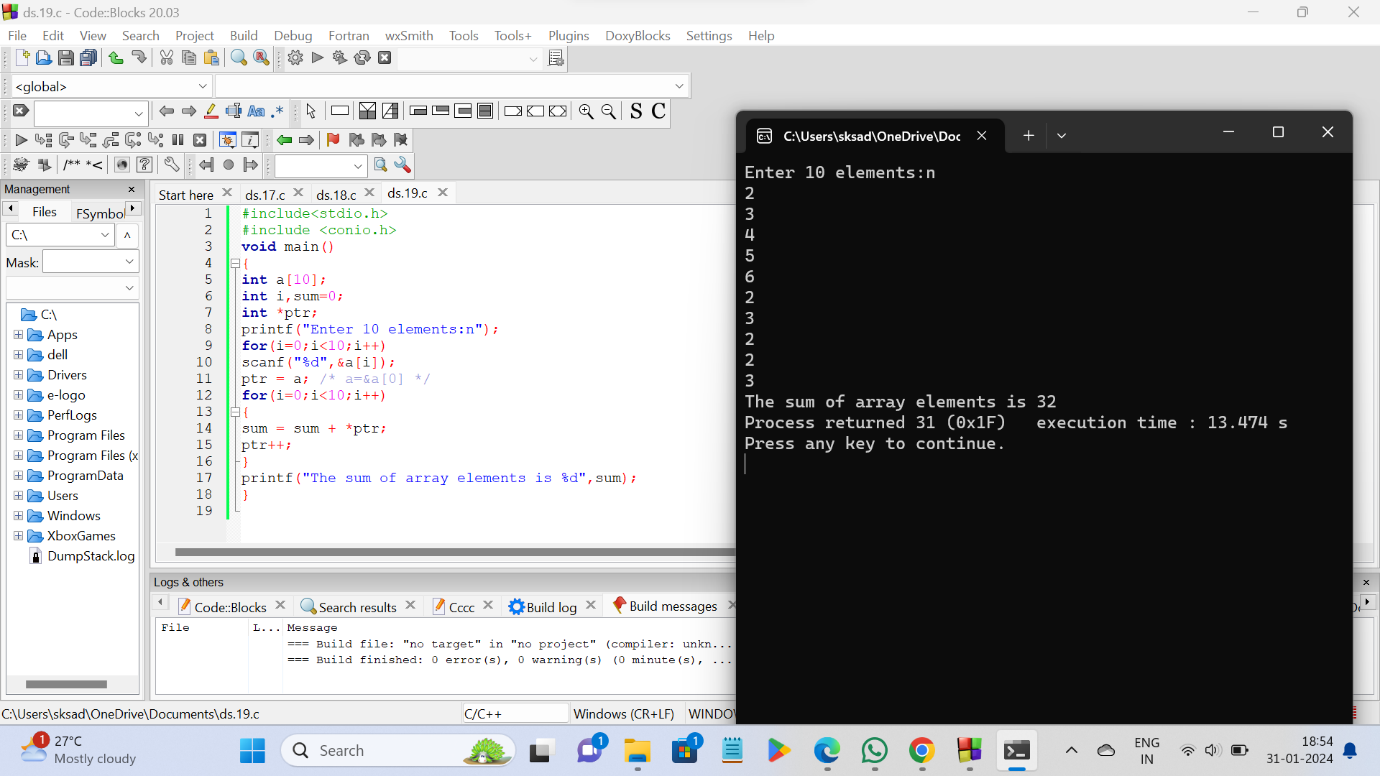 ds.19.c - Code::Blocks 20.03
File Edit View Search Project Build Debug Fortran wxSmith Tools Tools+ Plugins DoxyBlocks Settings Help
<global>
S C
/** *<
Management
Files FSymbol
C:\
Mask:
C:\
Apps
dell
Drivers
e-logo
PerfLogs
Program Files
Program Files (x
ProgramData
Users
Windows
XboxGames
DumpStack.log
Start here ds.17.c ds.18.c ds.19.c
1 #include<stdio.h>
2 #include <conio.h>
3 void main()
4 {
5 int a[10];
6 int i,sum=0;
7 int *ptr;
8 printf("Enter 10 elements:n");
9 for(i=0;i<10;i++)
10 scanf("%d",&a[i]);
11 ptr = a; /* a=&a[0] */
12 for(i=0;i<10;i++)
13 {
14 sum = sum + *ptr;
15 ptr++;
16 }
17 printf("The sum of array elements is %d",sum);
18 }
19
C:\Users\sksad\OneDrive\Doc
Enter 10 elements:n
2
3
4
5
6
2
3
2
2
3
The sum of array elements is 32
Process returned 31 (0x1F) execution time : 13.474 s
Press any key to continue.
Logs & others
Code::Blocks Search results Cccc Build log Build messages
File L... Message
=== Build file: "no target" in "no project" (compiler: unkn...
=== Build finished: 0 error(s), 0 warning(s) (0 minute(s), ...
C:\Users\sksad\OneDrive\Documents\ds.19.c C/C++ Windows (CR+LF) WINDO
1 27°C
Mostly cloudy
Search
1
1
ENG
IN
18:54
31-01-2024